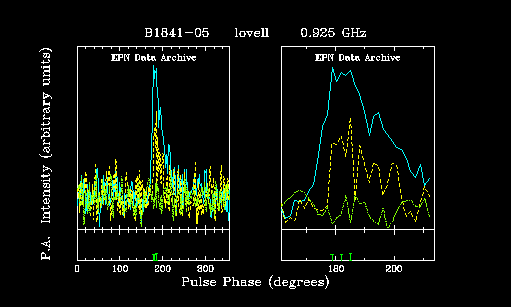 B1841-05 lovell 0.925 GHz
EPN Data Archive EPN Data Archive
P.A. Intensity (arbitrary units)
0 100 200 300 180 200
Pulse Phase (degrees)